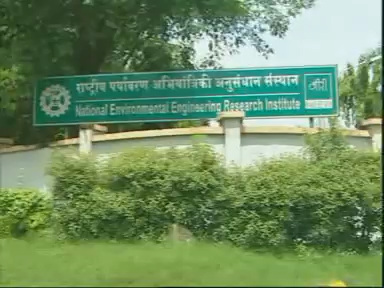 राष्ट्रीय पर्यावरण अभियांत्रिकी अनुसंधान संस्थान
National Environmental Engineering Research Institute
नीरी